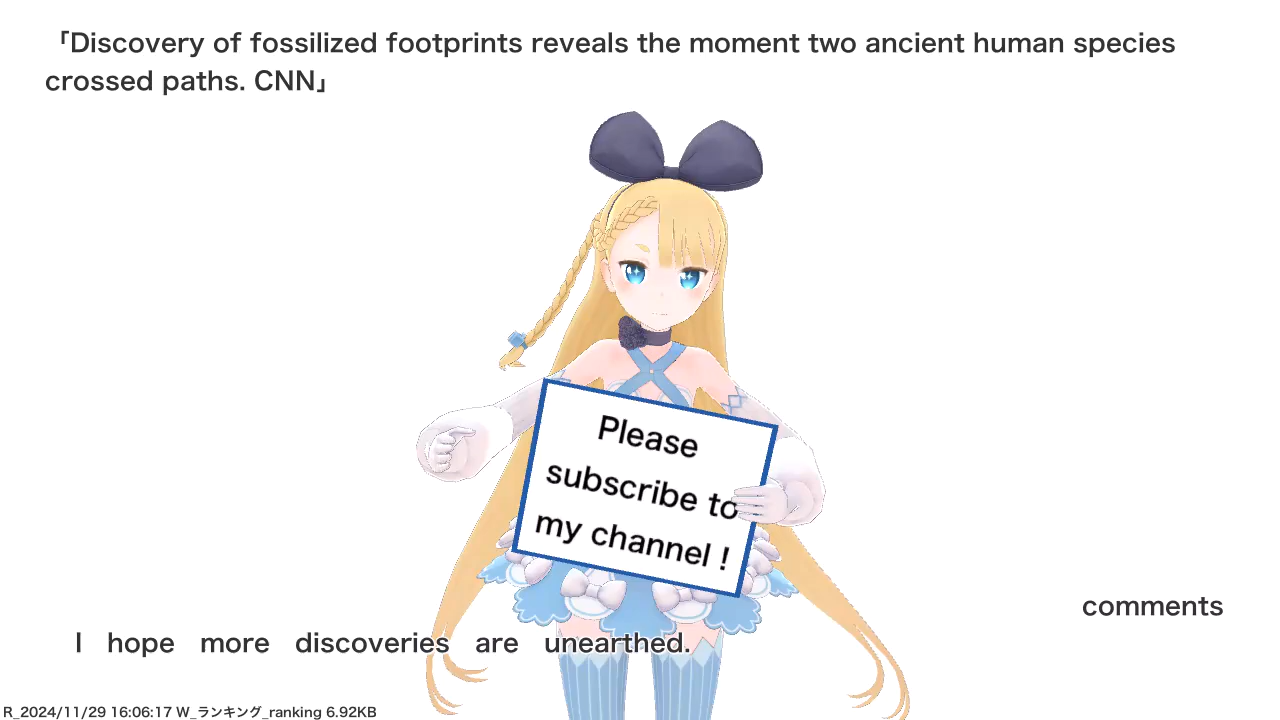 「Discovery of fossilized footprints reveals the moment two ancient human species
crossed paths. CNN」
Please
subscribe to
my channel !
comments
I hope more discoveries are unearthed.
R_2024/11/29 16:06:17 W_ランキング_ranking 6.92KB